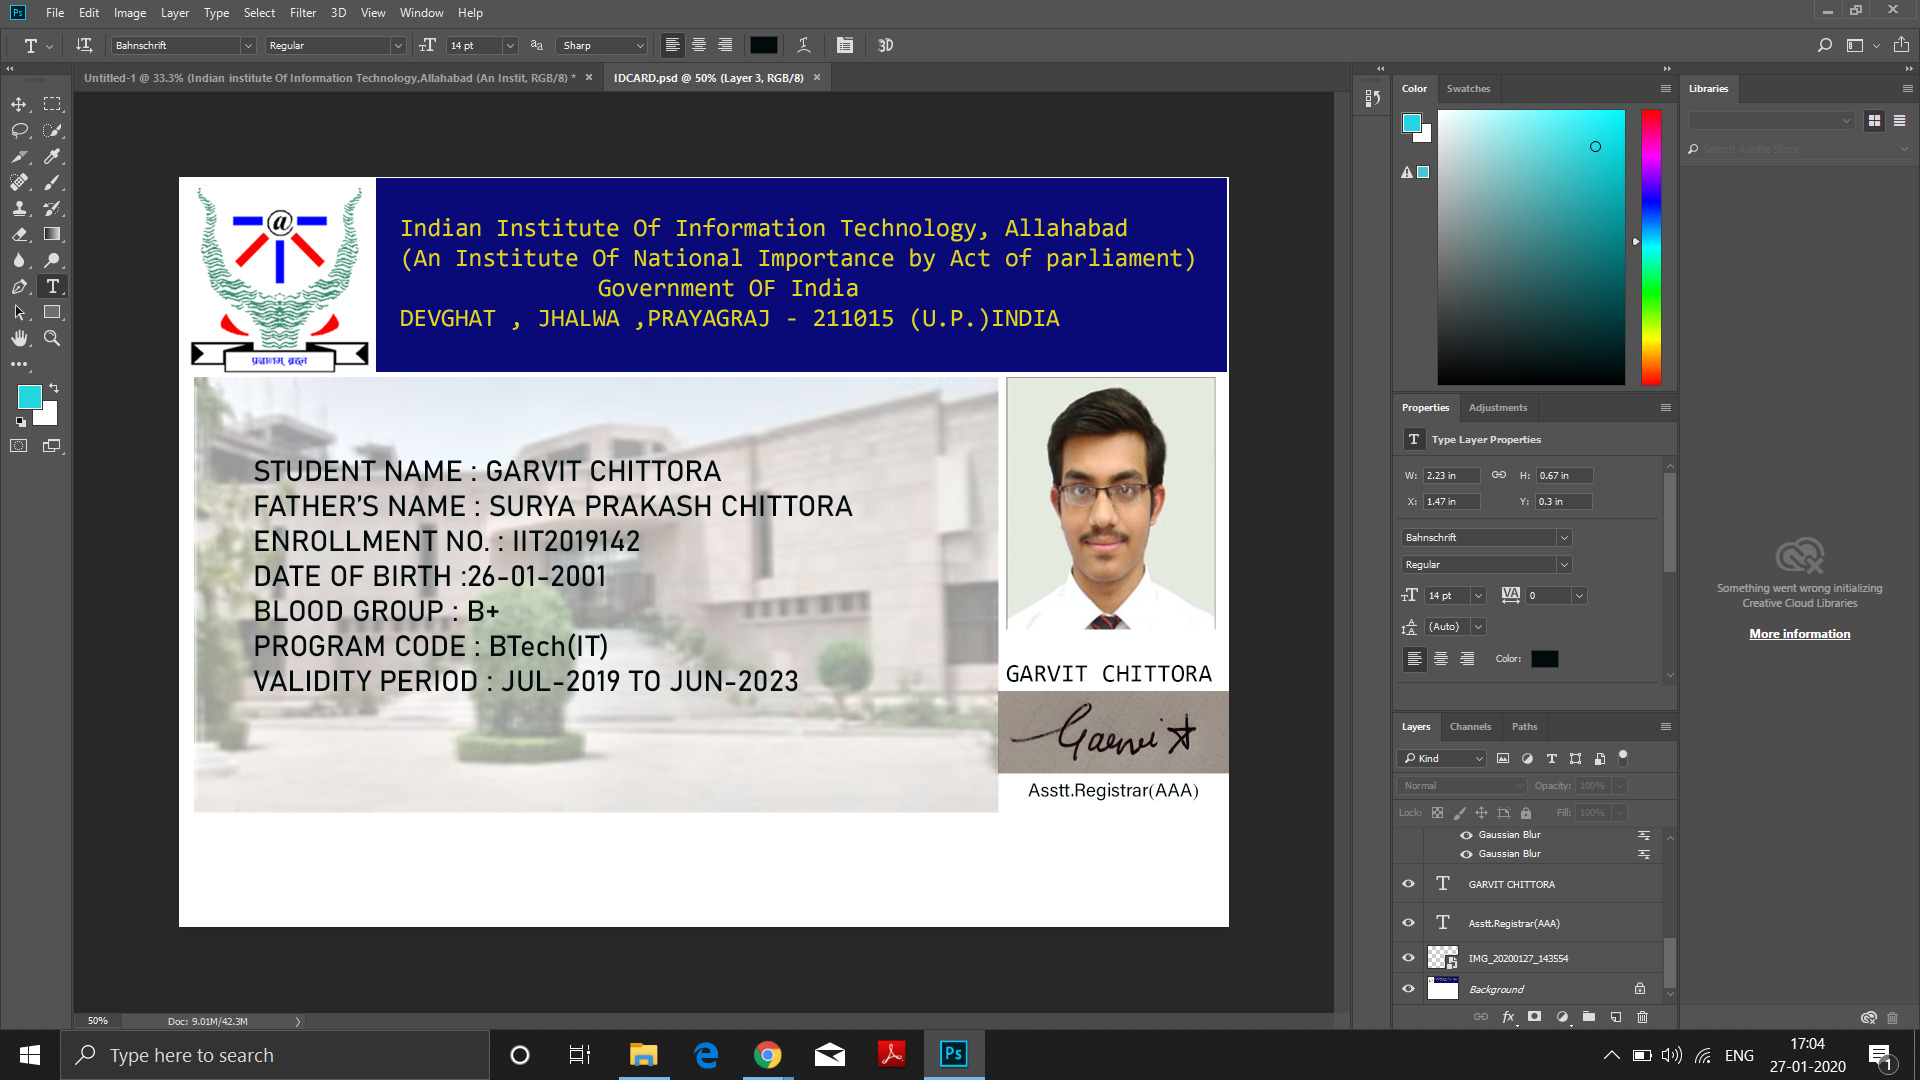 Ps File Edit Image Layer Type Select Filter 3D View Window Help
T Bahnschrift Regular 14 pt Sharp 3D
Untitled-1 @ 33.3% (Indian institute Of Information Technology,Allahabad (An Instit, RGB/8) * × IDCARD.psd @ 50% (Layer 3, RGB/8) ×
@
प्रज्ञानम् ब्रह्म
Indian Institute Of Information Technology, Allahabad
(An Institute Of National Importance by Act of parliament)
Government OF India
DEVGHAT , JHALWA ,PRAYAGRAJ - 211015 (U.P.)INDIA
STUDENT NAME : GARVIT CHITTORA
FATHER'S NAME : SURYA PRAKASH CHITTORA
ENROLLMENT NO. : IIT2019142
DATE OF BIRTH :26-01-2001
BLOOD GROUP : B+
PROGRAM CODE : BTech(IT)
VALIDITY PERIOD : JUL-2019 TO JUN-2023
GARVIT CHITTORA
Garvit
Asstt.Registrar(AAA)
50% Doc: 9.01M/42.3M
Color Swatches
Properties Adjustments
T Type Layer Properties
W: 2.23 in H: 0.67 in
X: 1.47 in Y: 0.3 in
Bahnschrift
Regular
14 pt VA 0
(Auto)
Color:
Layers Channels Paths
Kind
Normal Opacity: 100%
Lock: Fill: 100%
Gaussian Blur
Gaussian Blur
T GARVIT CHITTORA
T Asstt.Registrar(AAA)
IMG_20200127_143554
Background
fx
Libraries
Search Adobe Stock
Something went wrong initializing
Creative Cloud Libraries
More information
Type here to search
Ps
ENG
17:04
27-01-2020
1